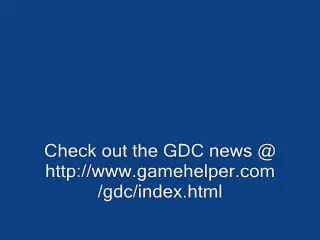 Check out the GDC news @
http://www.gamehelper.com
/gdc/index.html